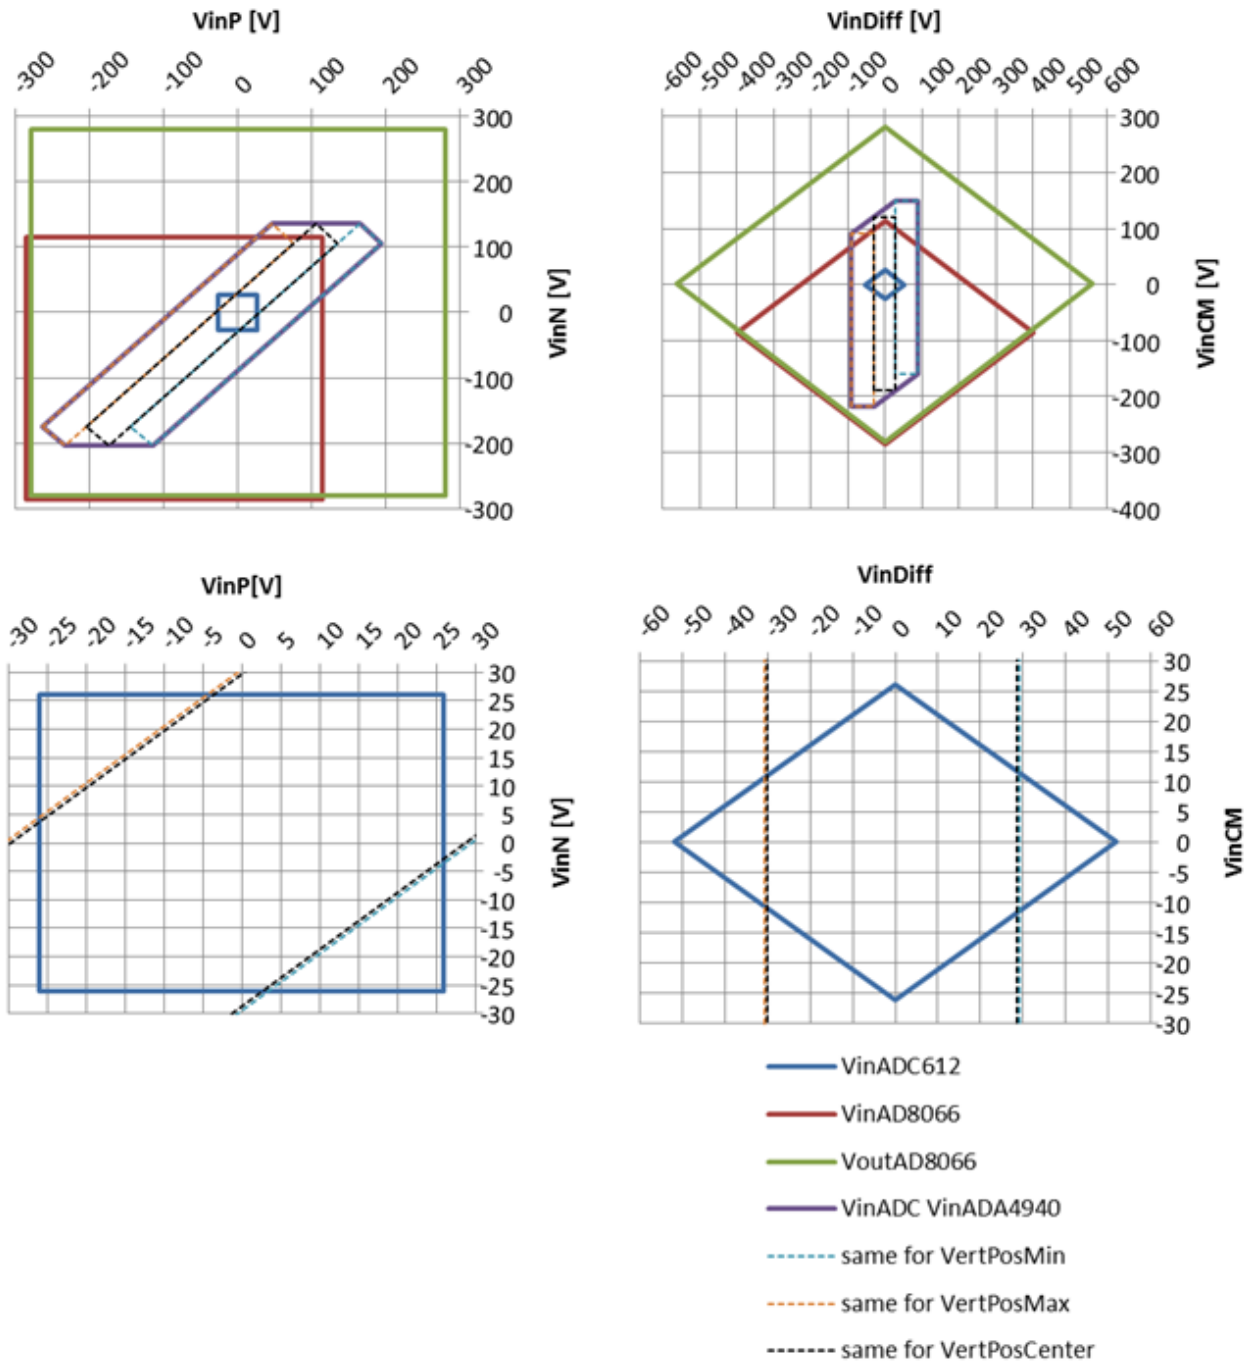 VinP [V]
-300 -200 -100 0 100 200 300
300
200
100
0
-100
-200
-300
VinN [V]
VinDiff [V]
-600 -500 -400 -300 -200 -100 0 100 200 300 400 500 600
300
200
100
0
-100
-200
-300
-400
VinCM [V]
VinP[V]
-30 -25 -20 -15 -10 -5 0 5 10 15 20 25 30
30
25
20
15
10
5
0
-5
-10
-15
-20
-25
-30
VinN [V]
VinDiff
-60 -50 -40 -30 -20 -10 0 10 20 30 40 50 60
30
25
20
15
10
5
0
-5
-10
-15
-20
-25
-30
VinCM
VinADC612
VinAD8066
VoutAD8066
VinADC VinADA4940
same for VertPosMin
same for VertPosMax
same for VertPosCenter